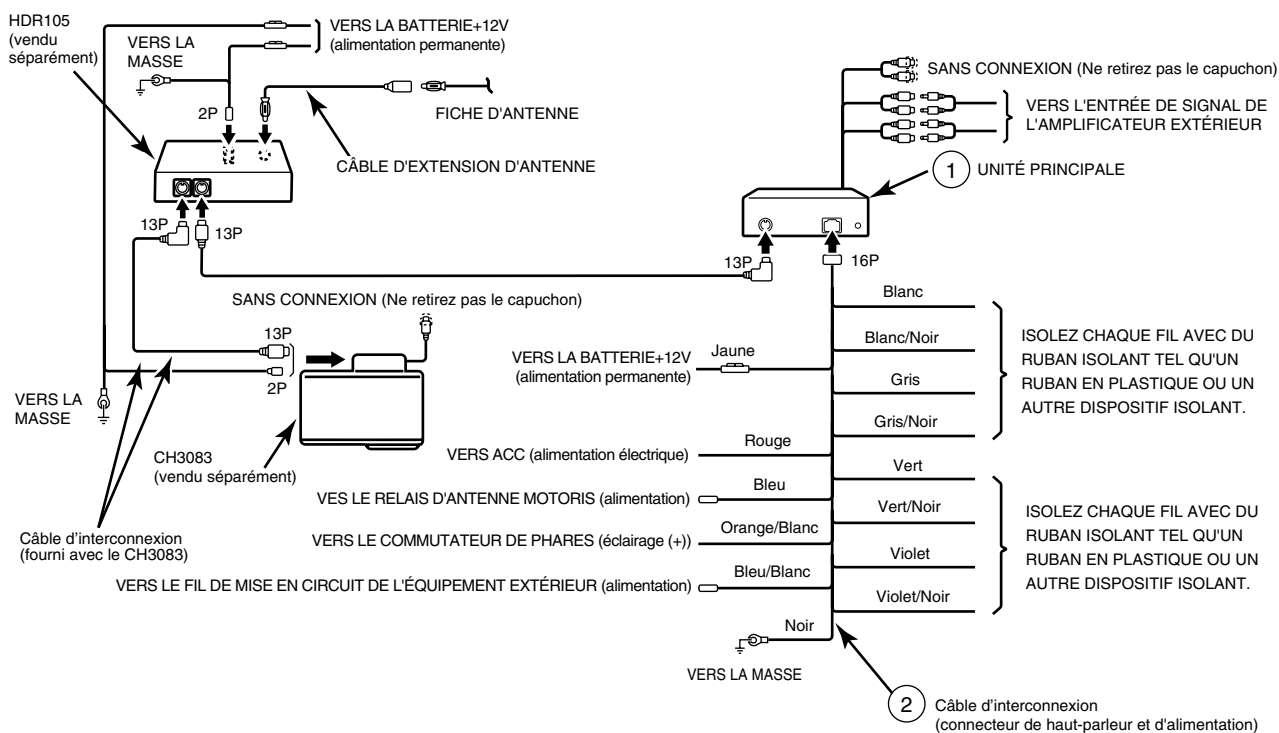 HDR105
(vendu
séparément)
VERS LA
MASSE
VERS LA BATTERIE+12V
(alimentation permanente)
2P
FICHE D'ANTENNE
CÂBLE D'EXTENSION D'ANTENNE
13P
13P
SANS CONNEXION (Ne retirez pas le capuchon)
VERS L'ENTRÉE DE SIGNAL DE
L'AMPLIFICATEUR EXTÉRIEUR
1 UNITÉ PRINCIPALE
13P
16P
SANS CONNEXION (Ne retirez pas le capuchon)
13P
2P
VERS LA
MASSE
CH3083
(vendu séparément)
Câble d'interconnexion
(fourni avec le CH3083)
VERS LA BATTERIE+12V
(alimentation permanente)
Jaune
Rouge
VERS ACC (alimentation électrique)
Bleu
VES LE RELAIS D'ANTENNE MOTORIS (alimentation)
Orange/Blanc
VERS LE COMMUTATEUR DE PHARES (éclairage (+))
Bleu/Blanc
VERS LE FIL DE MISE EN CIRCUIT DE L'ÉQUIPEMENT EXTÉRIEUR (alimentation)
Noir
VERS LA MASSE
Blanc
Blanc/Noir
Gris
Gris/Noir
ISOLEZ CHAQUE FIL AVEC DU
RUBAN ISOLANT TEL QU'UN
RUBAN EN PLASTIQUE OU UN
AUTRE DISPOSITIF ISOLANT.
Vert
Vert/Noir
Violet
Violet/Noir
ISOLEZ CHAQUE FIL AVEC DU
RUBAN ISOLANT TEL QU'UN
RUBAN EN PLASTIQUE OU UN
AUTRE DISPOSITIF ISOLANT.
2 Câble d'interconnexion
(connecteur de haut-parleur et d'alimentation)